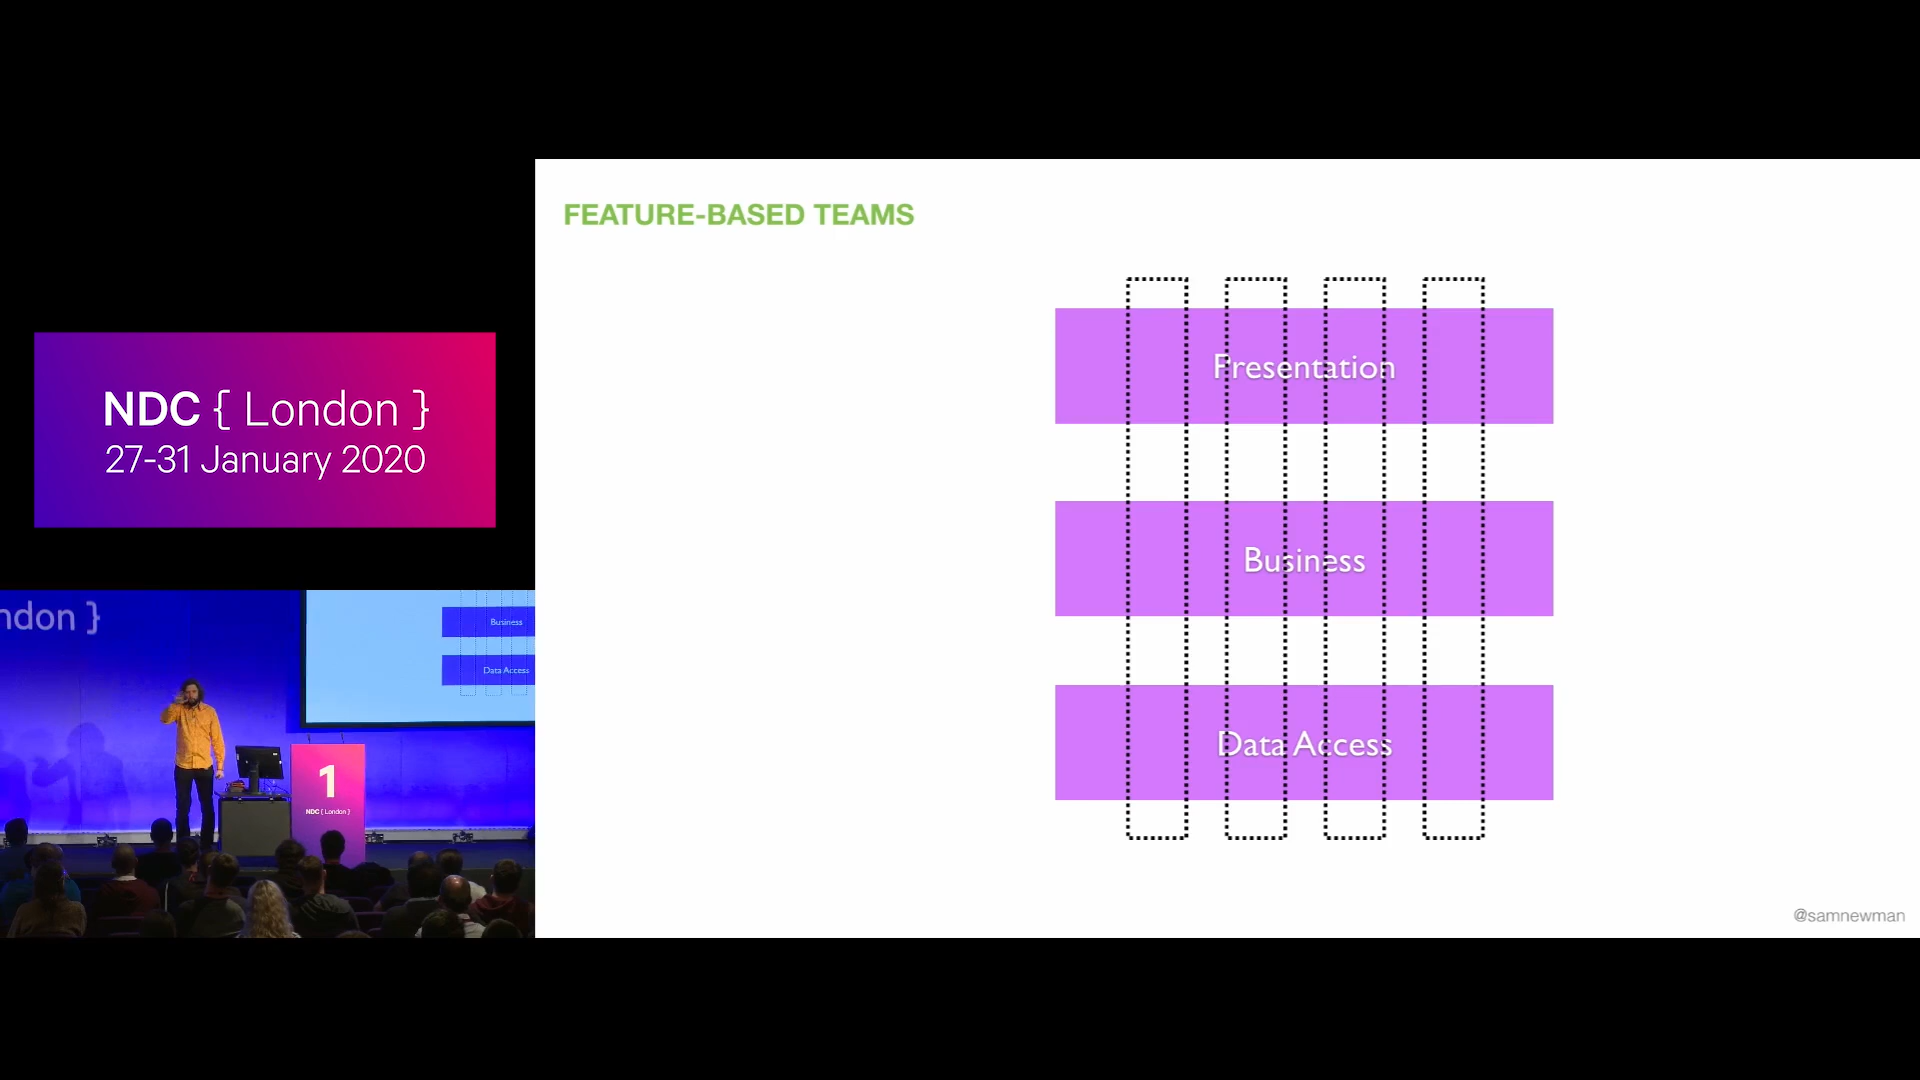 FEATURE-BASED TEAMS
Presentation
Business
Data Access
@samnewman
NDC { London }
27-31 January 2020
ndon }
Business
Data Access
1
NDC { London }